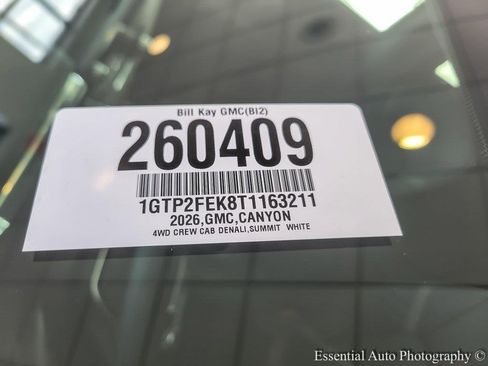 Bill Kay GMC(BI2)
260409
1GTP2FEK8T1163211
2026,GMC,CANYON
4WD CREW CAB DENALI,SUMMIT WHITE
Essential Auto Photography ©